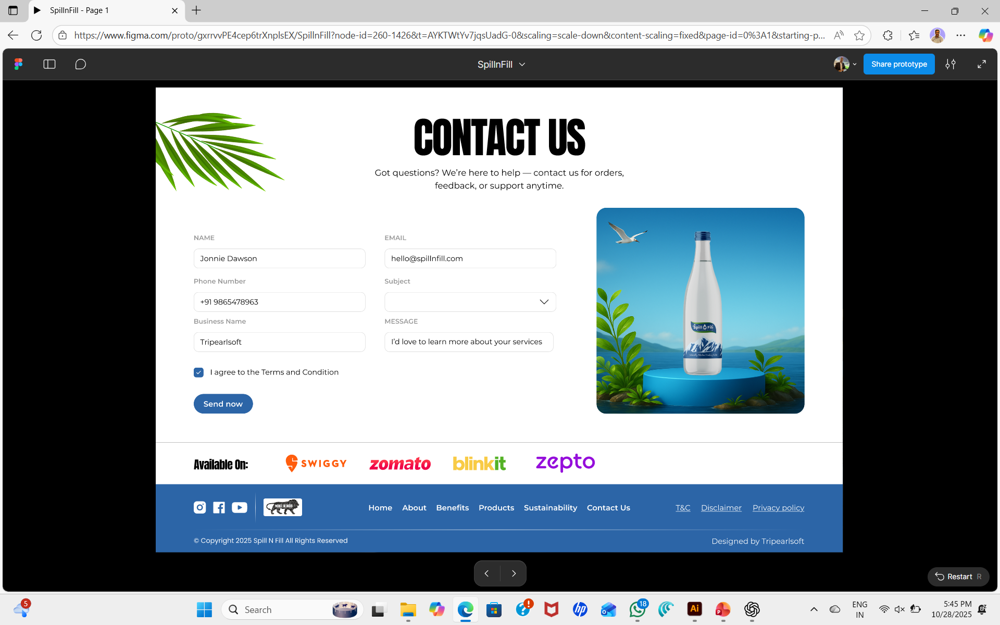 SpillnFill - Page 1
https://www.figma.com/proto/gxrrvvPE4cep6trXnplsEX/SpillnFill?node-id=260-1426&t=AYKTWtYv7jqsUadG-0&scaling=scale-down&content-scaling=fixed&page-id=0%3A1&starting-p...
SpillnFill
Share prototype
CONTACT US
Got questions? We're here to help — contact us for orders,
feedback, or support anytime.
NAME
EMAIL
Jonnie Dawson
hello@spillnfill.com
Phone Number
Subject
+91 9865478963
Business Name
MESSAGE
Tripearlsoft
I'd love to learn more about your services
I agree to the Terms and Condition
Send now
Spill N Fill
Available On:
SWIGGY
zomato
blinkit
zepto
MAKE IN INDIA
Home About Benefits Products Sustainability Contact Us
T&C Disclaimer Privacy policy
© Copyright 2025 Spill N Fill All Rights Reserved
Designed by Tripearlsoft
Restart R
5
Search
hp
18
Ai
P
ENG
IN
5:45 PM
10/28/2025